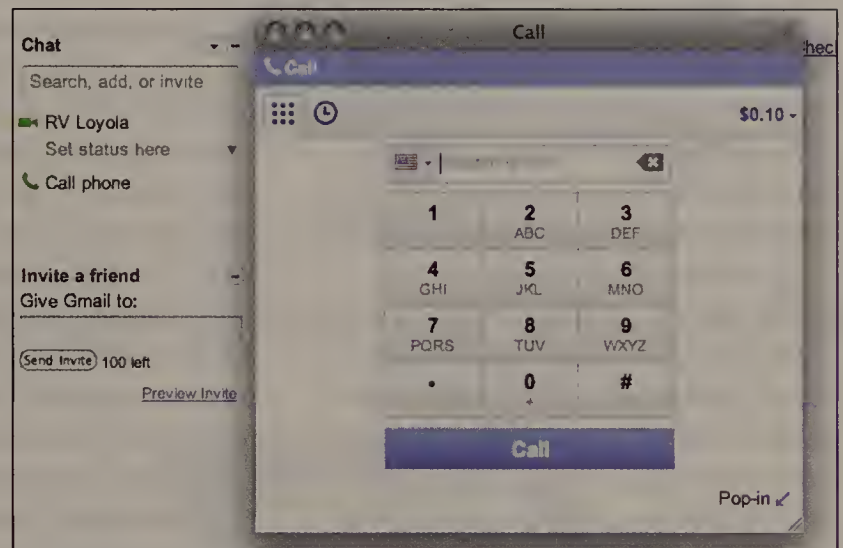 Chat
Search, add, or invite
RV Loyola
Set status here
Call phone
Invite a friend
Give Gmail to:
Send Invite 100 left
Preview Invite
Call
Call
$0.10
1
2
ABC
3
DEF
4
GHI
5
JKL
6
MNO
7
PQRS
8
TUV
9
WXYZ
•
0
+
#
Call
Pop-in